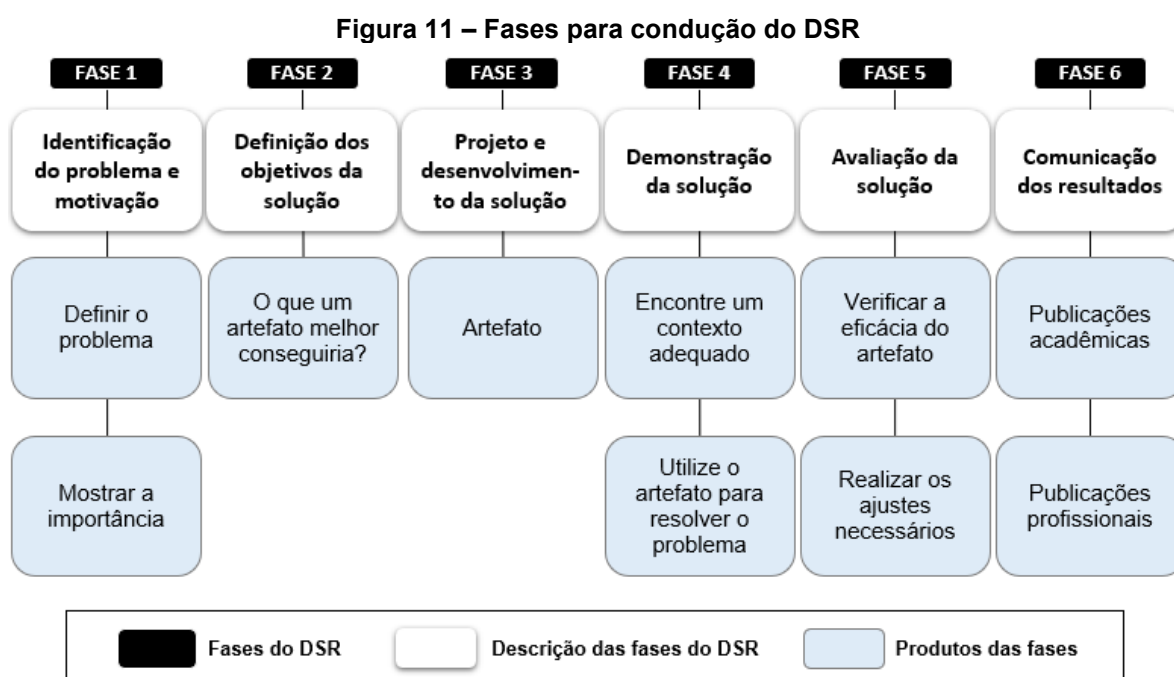 Figura 11 – Fases para condução do DSR
FASE 1
FASE 2
FASE 3
FASE 4
FASE 5
FASE 6
Identificação
do problema e
motivação
Definição dos
objetivos da
solução
Projeto e
desenvolvimen-
to da solução
Demonstração
da solução
Avaliação da
solução
Comunicação
dos resultados
Definir o
problema
O que um
artefato melhor
conseguiria?
Artefato
Encontre um
contexto
adequado
Verificar a
eficácia do
artefato
Publicações
acadêmicas
Mostrar a
importância
Utilize o
artefato para
resolver o
problema
Realizar os
ajustes
necessários
Publicações
profissionais
Fases do DSR
Descrição das fases do DSR
Produtos das fases